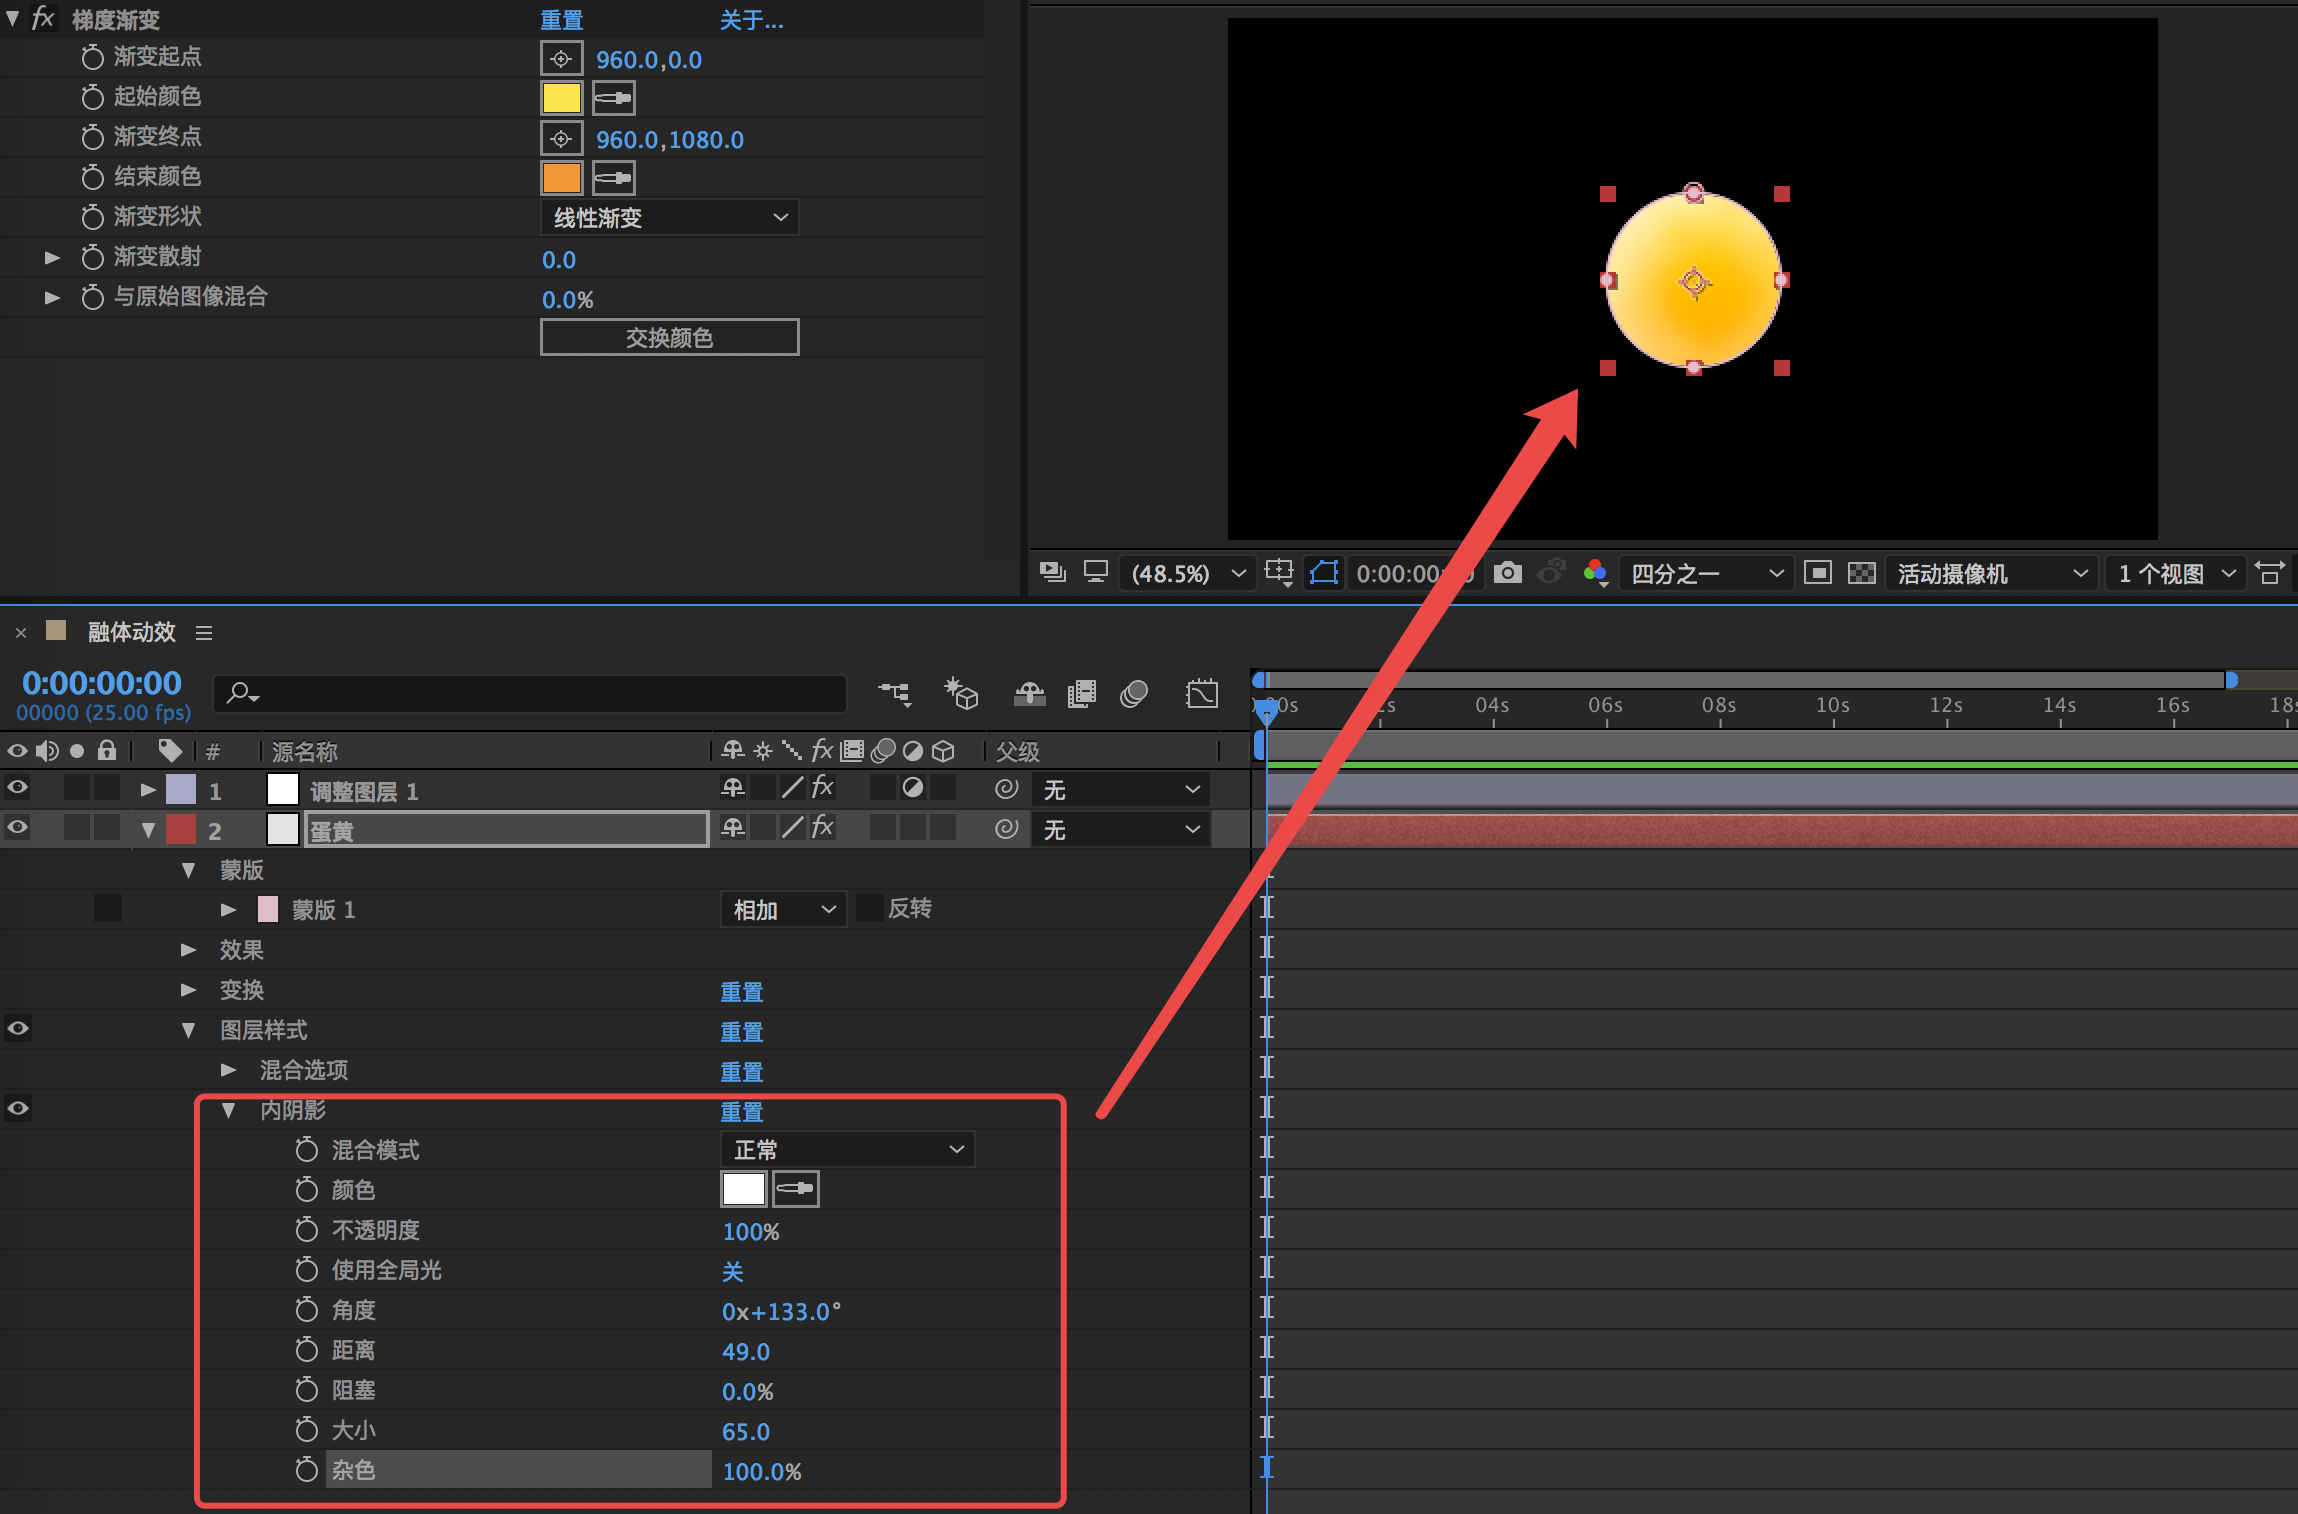 fx 梯度渐变 重置 关于...
渐变起点 960.0,0.0
起始颜色
渐变终点 960.0,1080.0
结束颜色
渐变形状 线性渐变
渐变散射 0.0
与原始图像混合 0.0%
交换颜色
(48.5%) 0:00:00 四分之一 活动摄像机 1 个视图
× 融体动效
0:00:00:00
00000 (25.00 fps)
00s 04s 06s 08s 10s 12s 14s 16s
# 源名称 fx 父级
1 调整图层 1 fx 无
2 蛋黄 fx 无
蒙版
蒙版 1 相加 反转
效果
变换 重置
图层样式 重置
混合选项 重置
内阴影 重置
混合模式 正常
颜色
不透明度 100%
使用全局光 关
角度 0x+133.0°
距离 49.0
阻塞 0.0%
大小 65.0
杂色 100.0%